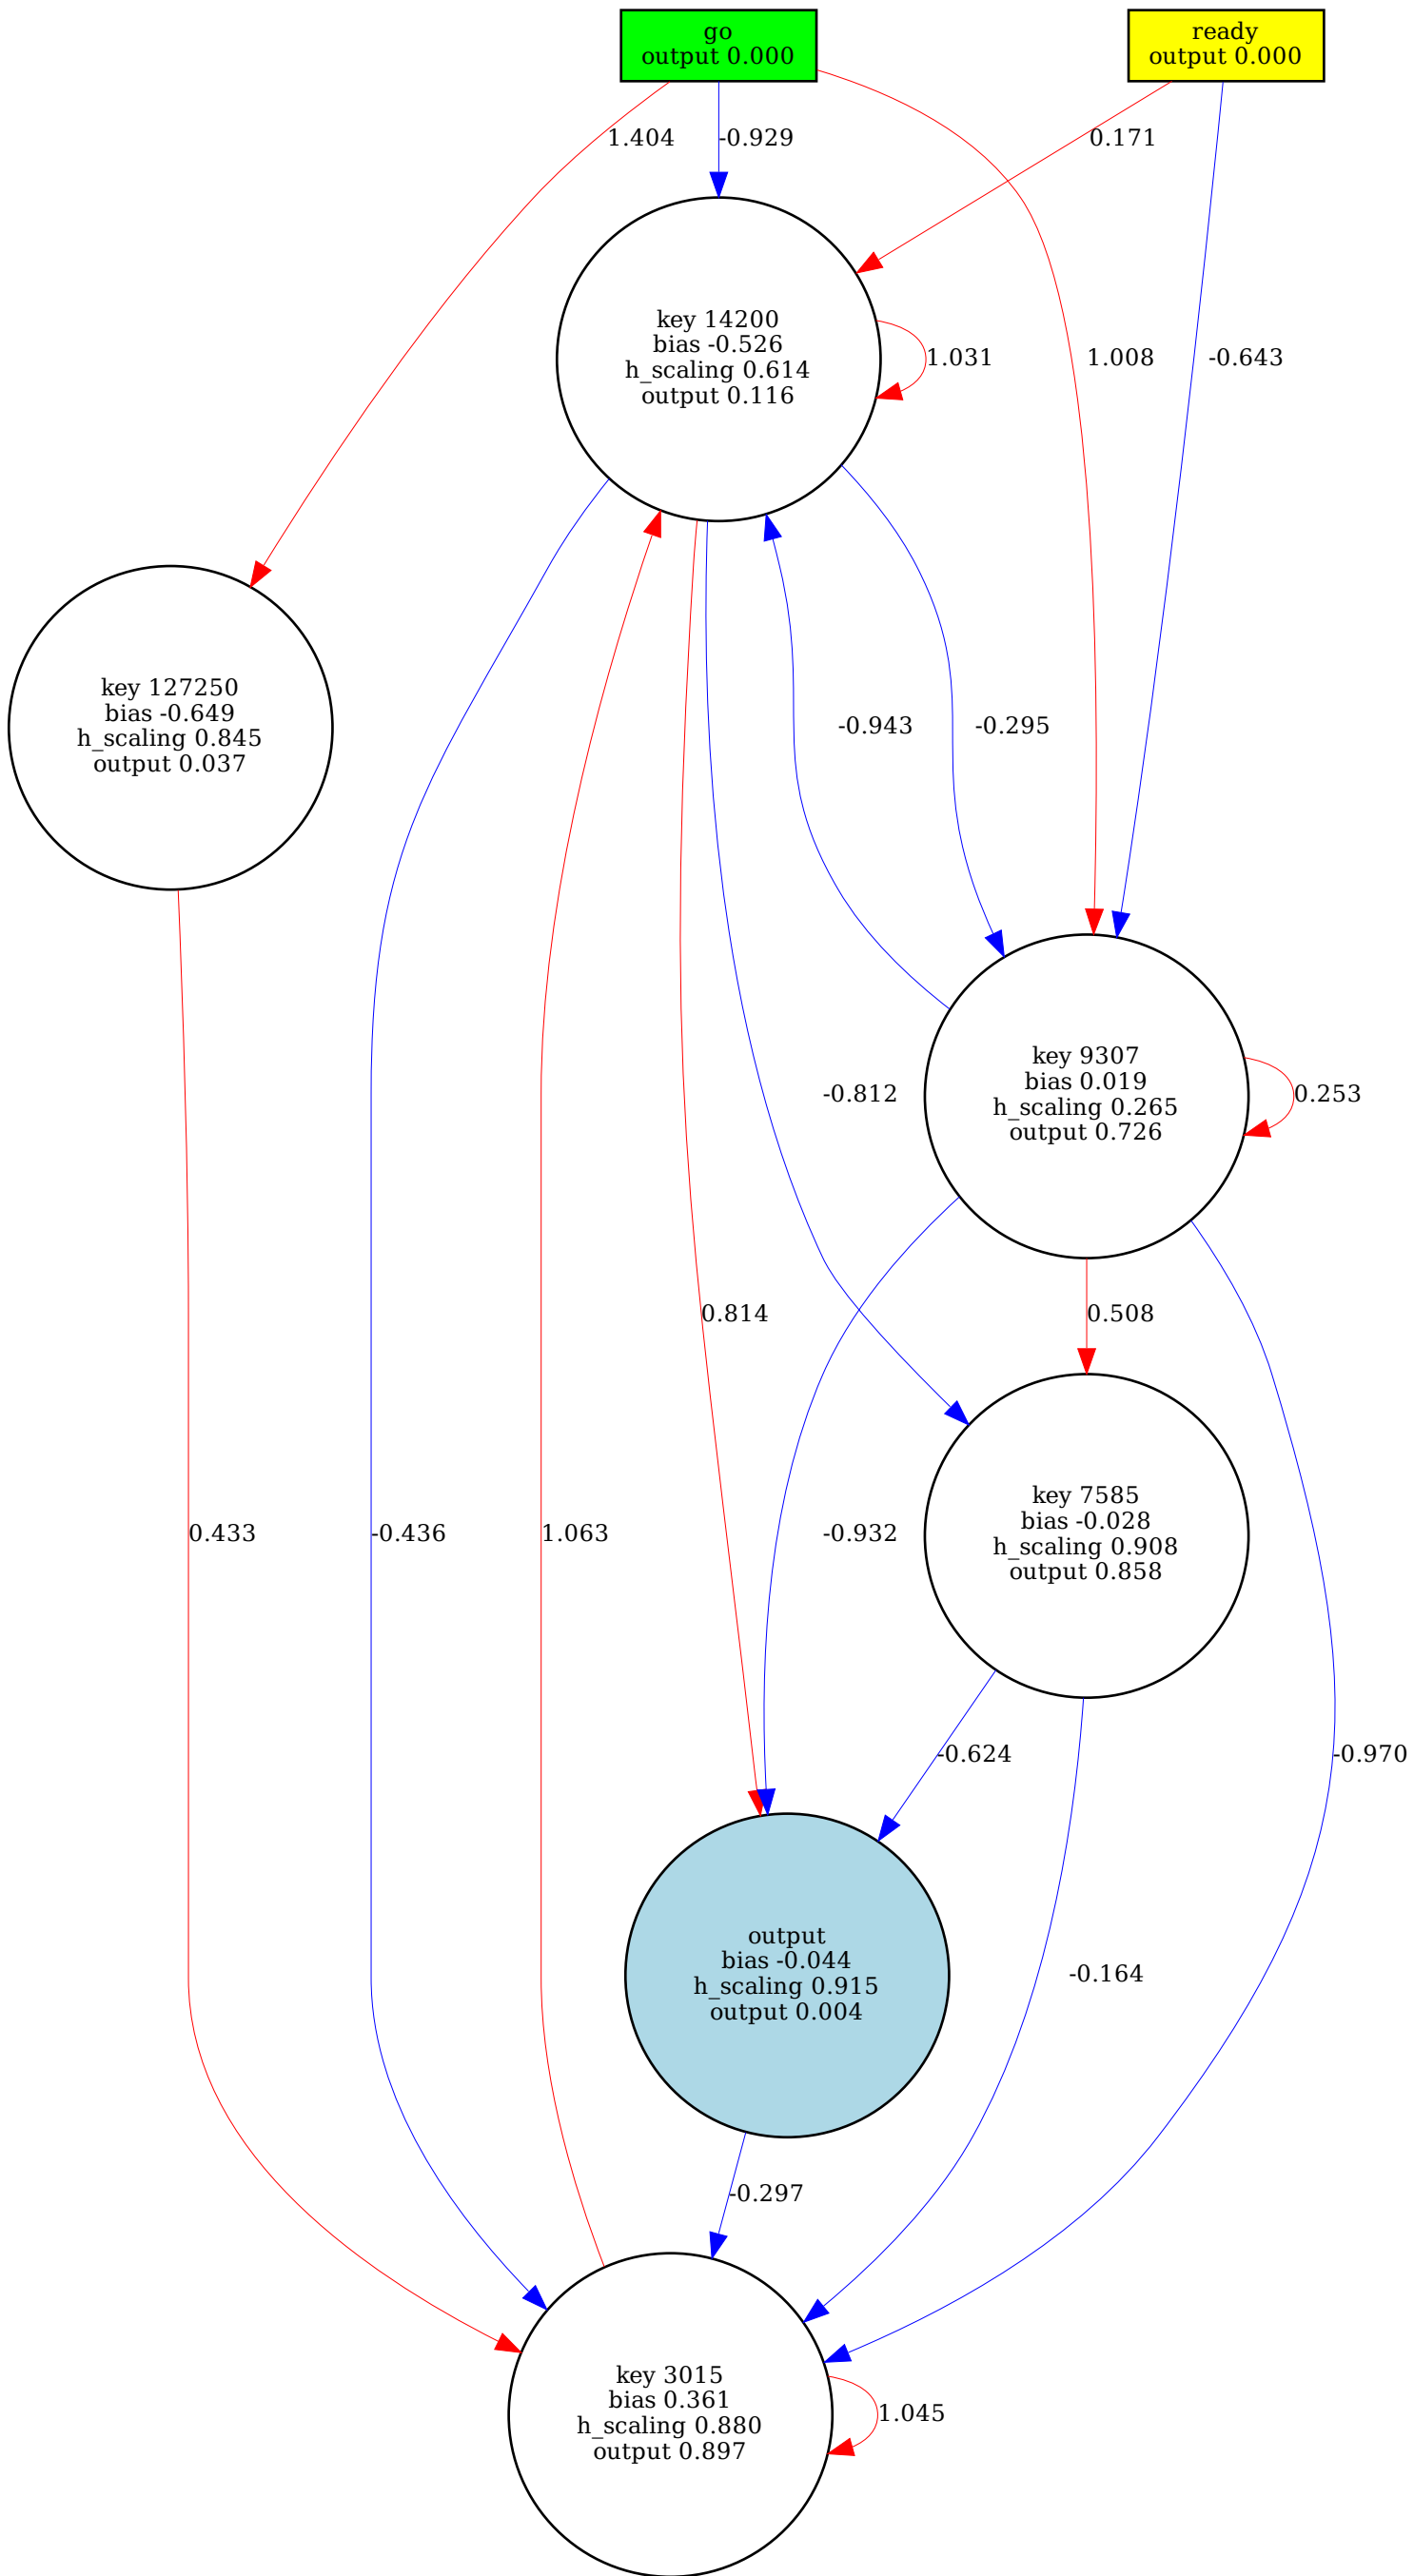 go
output 0.000
ready
output 0.000
1.404
-0.929
0.171
key 14200
bias -0.526
h_scaling 0.614
output 0.116
1.031
1.008
-0.643
key 127250
bias -0.649
h_scaling 0.845
output 0.037
-0.943
-0.295
key 9307
bias 0.019
h_scaling 0.265
output 0.726
-0.812
0.253
0.814
0.508
key 7585
bias -0.028
h_scaling 0.908
output 0.858
0.433
-0.436
1.063
-0.932
-0.624
-0.970
output
bias -0.044
h_scaling 0.915
output 0.004
-0.164
-0.297
key 3015
bias 0.361
h_scaling 0.880
output 0.897
1.045